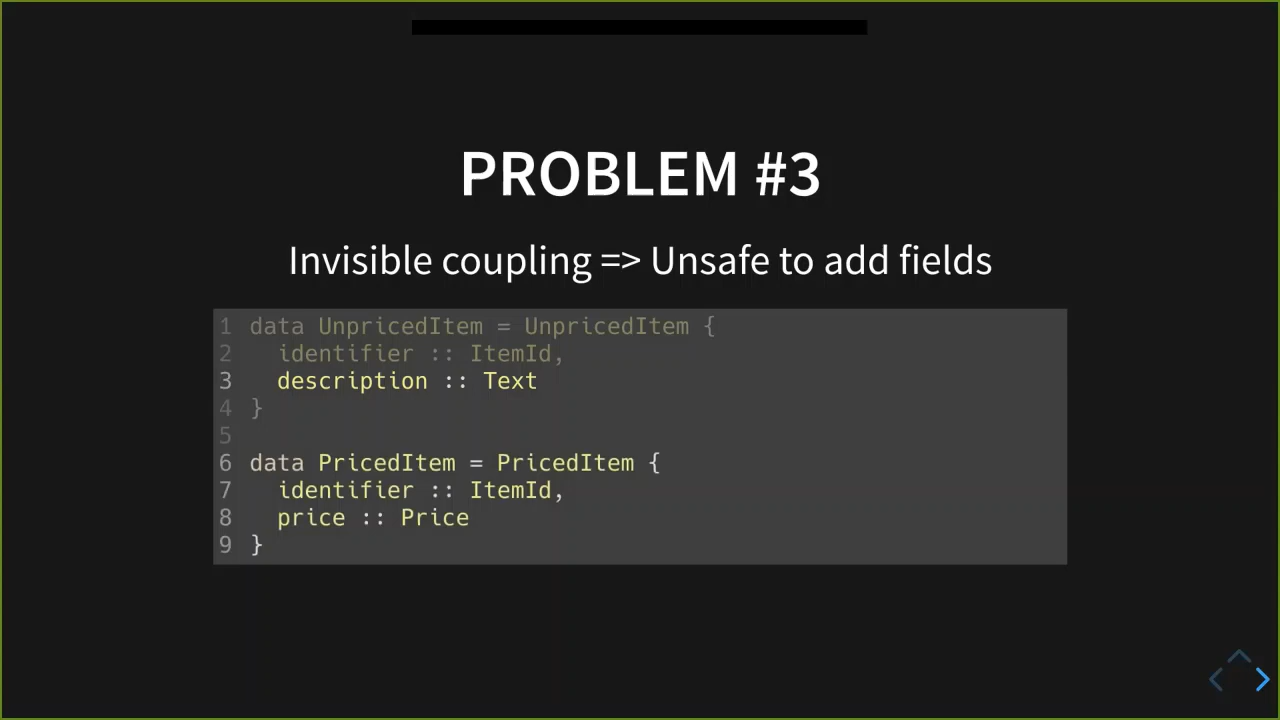 PROBLEM #3
Invisible coupling => Unsafe to add fields
1 data UnpricedItem = UnpricedItem {
2   identifier :: ItemId,
3   description :: Text
4 }
5
6 data PricedItem = PricedItem {
7   identifier :: ItemId,
8   price :: Price
9 }